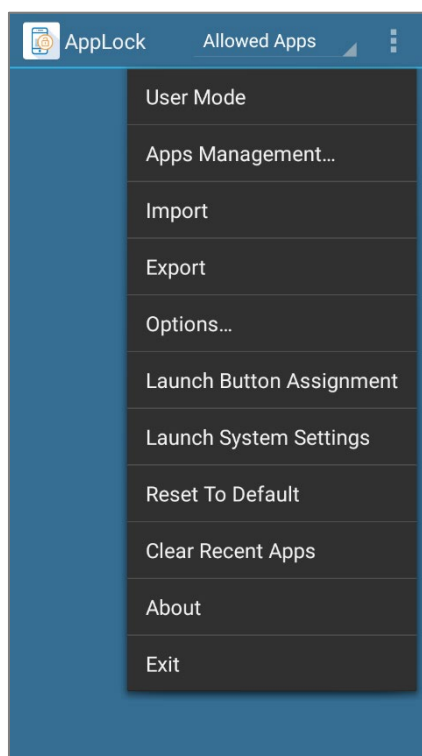 AppLock Allowed Apps
User Mode
Apps Management...
Import
Export
Options...
Launch Button Assignment
Launch System Settings
Reset To Default
Clear Recent Apps
About
Exit